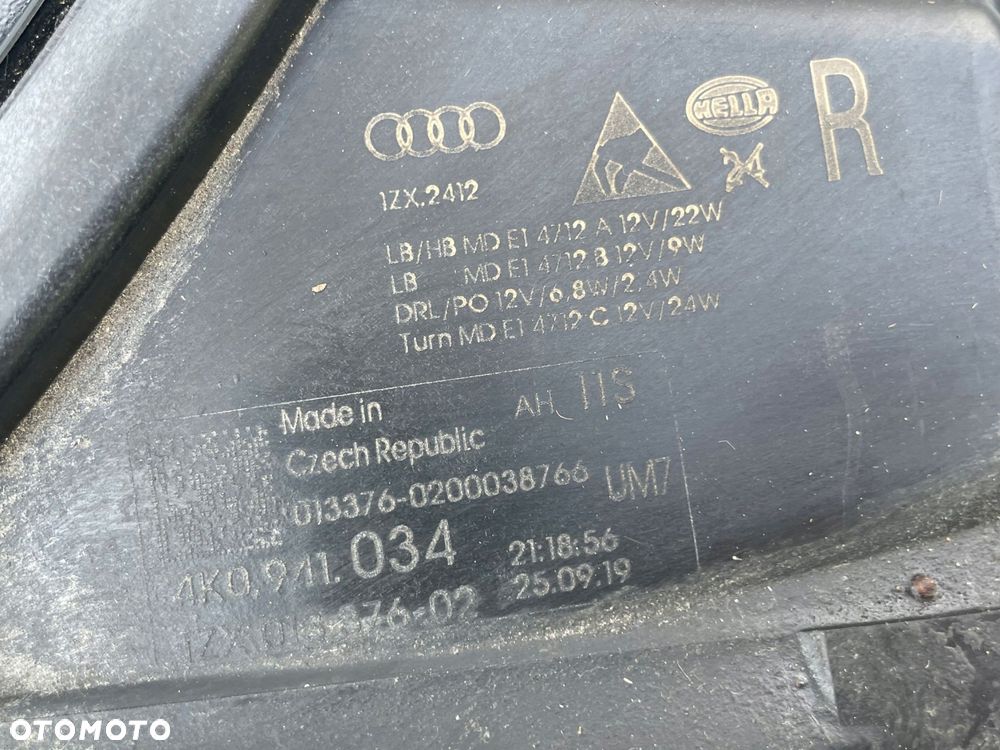 HELLA
R
24
1ZX.2412
LB/HB MD E1 4712 A 12V/22W
LB MD E1 4712 B 12V/9W
DRL/PO 12V/6,8W/2,4W
Turn MD E1 4712 C 12V/24W
Made in AH 11S
Czech Republic
013376-0200038766 UM7
4K0.941.034 21:18:56
25.09.19
OTOMOTO